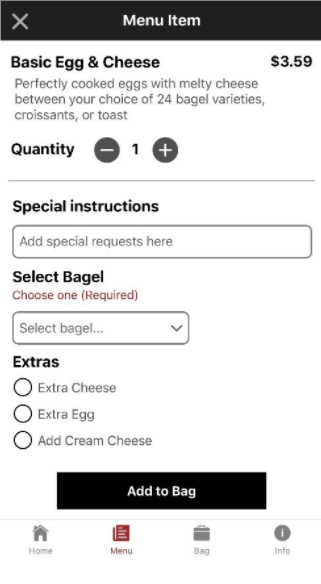 Menu Item
Basic Egg & Cheese $3.59
Perfectly cooked eggs with melty cheese
between your choice of 24 bagel varieties,
croissants, or toast
Quantity 1
Special instructions
Add special requests here
Select Bagel
Choose one (Required)
Select bagel...
Extras
Extra Cheese
Extra Egg
Add Cream Cheese
Add to Bag
Home Menu Bag Info